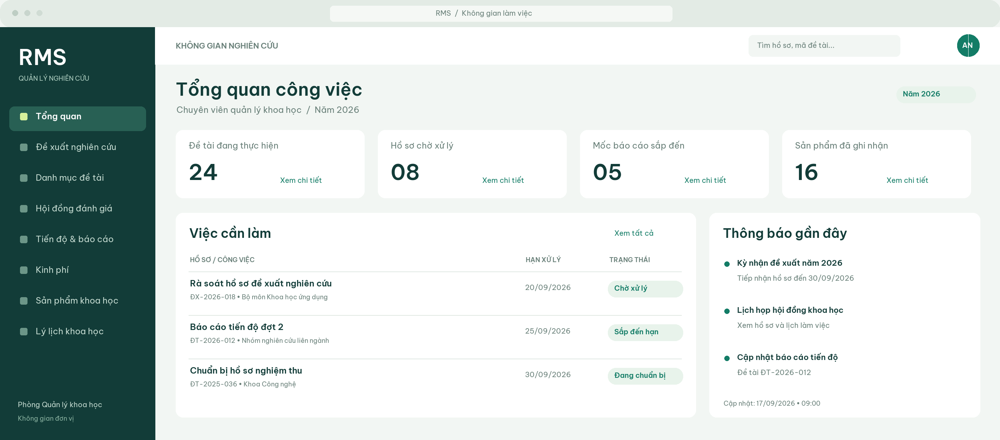 RMS / Không gian làm việc
RMS
QUẢN LÝ NGHIÊN CỨU
Tổng quan
Đề xuất nghiên cứu
Danh mục đề tài
Hội đồng đánh giá
Tiến độ & báo cáo
Kinh phí
Sản phẩm khoa học
Lý lịch khoa học
Phòng Quản lý khoa học
Không gian đơn vị
KHÔNG GIAN NGHIÊN CỨU
Tìm hồ sơ, mã đề tài...
AN
Tổng quan công việc
Chuyên viên quản lý khoa học / Năm 2026
Năm 2026
Đề tài đang thực hiện
24
Xem chi tiết
Hồ sơ chờ xử lý
08
Xem chi tiết
Mốc báo cáo sắp đến
05
Xem chi tiết
Sản phẩm đã ghi nhận
16
Xem chi tiết
Việc cần làm
Xem tất cả
HỒ SƠ / CÔNG VIỆC HẠN XỬ LÝ TRẠNG THÁI
Rà soát hồ sơ đề xuất nghiên cứu
ĐX-2026-018 • Bộ môn Khoa học ứng dụng
20/09/2026
Chờ xử lý
Báo cáo tiến độ đợt 2
ĐT-2026-012 • Nhóm nghiên cứu liên ngành
25/09/2026
Sắp đến hạn
Chuẩn bị hồ sơ nghiệm thu
ĐT-2025-036 • Khoa Công nghệ
30/09/2026
Đang chuẩn bị
Thông báo gần đây
Kỳ nhận đề xuất năm 2026
Tiếp nhận hồ sơ đến 30/09/2026
Lịch họp hội đồng khoa học
Xem hồ sơ và lịch làm việc
Cập nhật báo cáo tiến độ
Đề tài ĐT-2026-012
Cập nhật: 17/09/2026 • 09:00